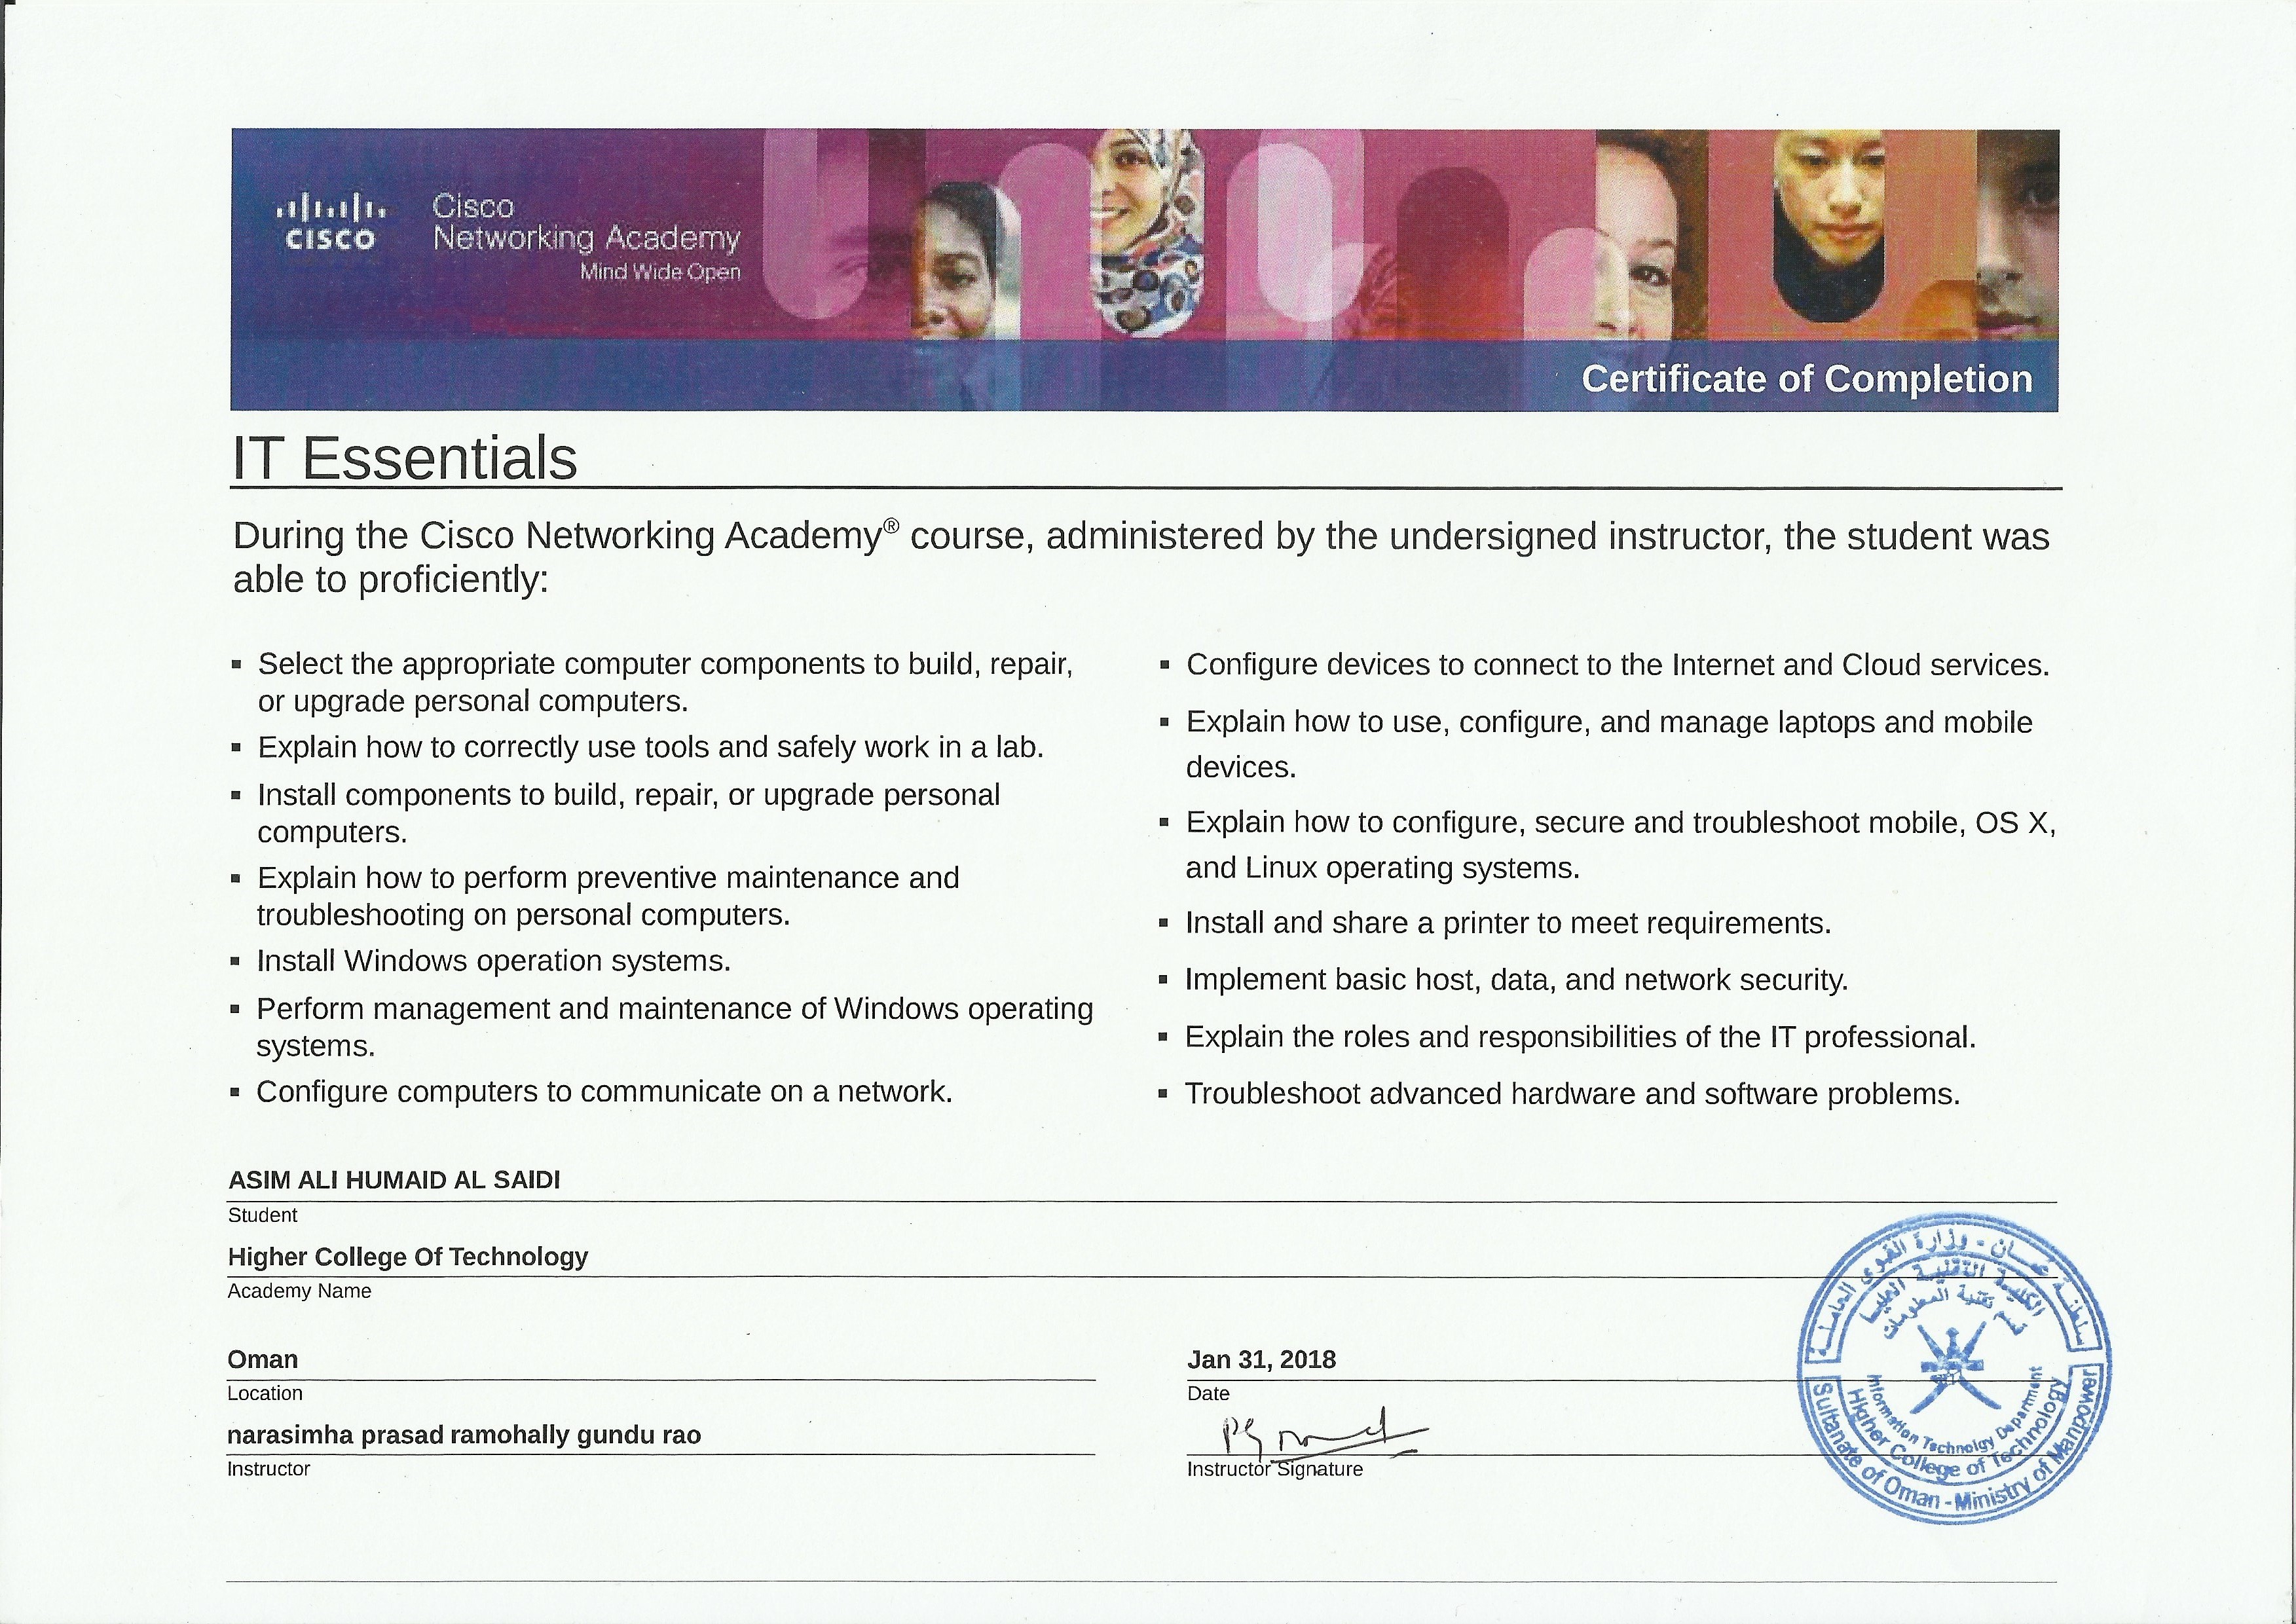 CISCO
Cisco
Networking Academy
Mind Wide Open
Certificate of Completion
IT Essentials
During the Cisco Networking Academy® course, administered by the undersigned instructor, the student was
able to proficiently:
▪ Select the appropriate computer components to build, repair,
or upgrade personal computers.
▪ Explain how to correctly use tools and safely work in a lab.
▪ Install components to build, repair, or upgrade personal
computers.
▪ Explain how to perform preventive maintenance and
troubleshooting on personal computers.
▪ Install Windows operation systems.
▪ Perform management and maintenance of Windows operating
systems.
▪ Configure computers to communicate on a network.
▪ Configure devices to connect to the Internet and Cloud services.
▪ Explain how to use, configure, and manage laptops and mobile
devices.
▪ Explain how to configure, secure and troubleshoot mobile, OS X,
and Linux operating systems.
▪ Install and share a printer to meet requirements.
▪ Implement basic host, data, and network security.
▪ Explain the roles and responsibilities of the IT professional.
▪ Troubleshoot advanced hardware and software problems.
ASIM ALI HUMAID AL SAIDI
Student
Higher College Of Technology
Academy Name
Oman
Location
Jan 31, 2018
Date
narasimha prasad ramohally gundu rao
Instructor
Instructor Signature
سلطنة عمان - وزارة القوى العاملة
الكلية التقنية العليا
قسم تقنية المعلومات
Information Technolgy Department
Higher College of Technology
Sultanate of Oman - Ministry of Manpower